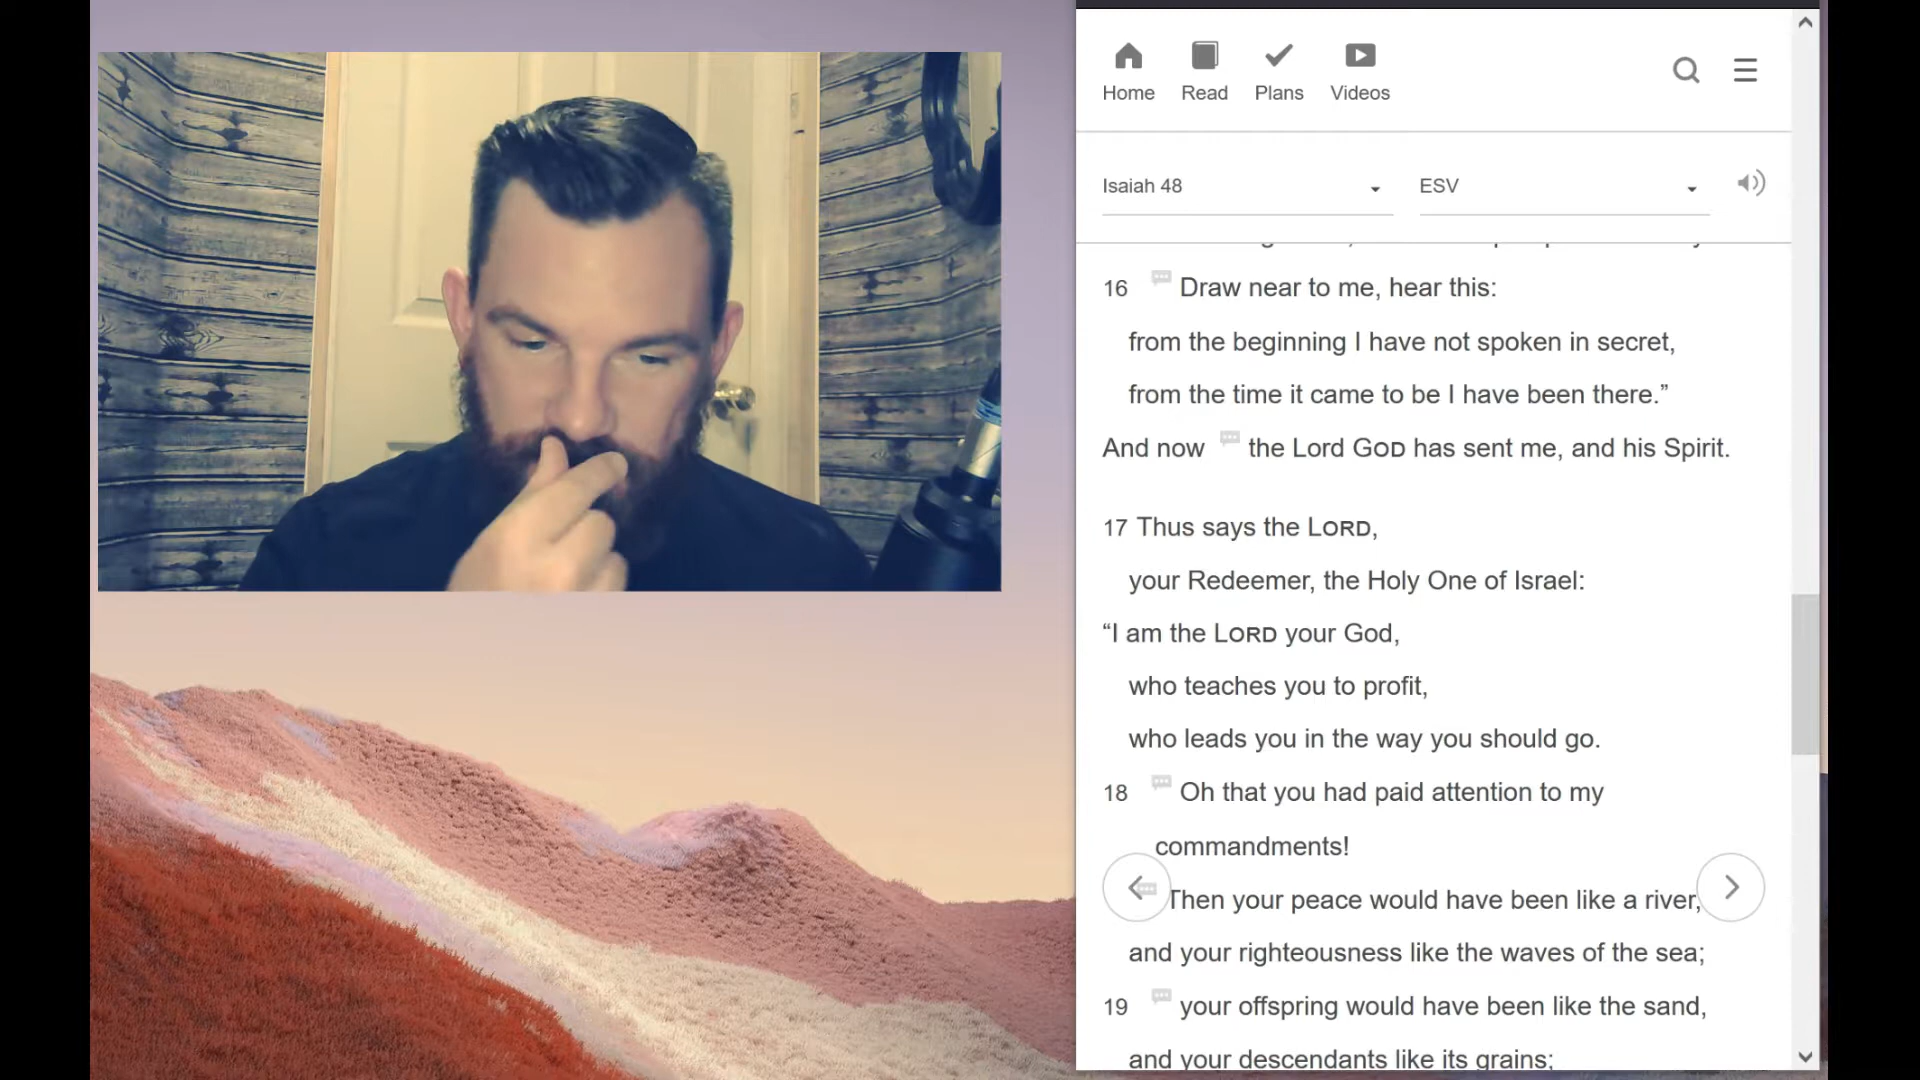 Home Read Plans Videos
Isaiah 48 ESV
16 Draw near to me, hear this:
from the beginning I have not spoken in secret,
from the time it came to be I have been there.”
And now the Lord GOD has sent me, and his Spirit.
17 Thus says the LORD,
your Redeemer, the Holy One of Israel:
“I am the LORD your God,
who teaches you to profit,
who leads you in the way you should go.
18 Oh that you had paid attention to my
commandments!
Then your peace would have been like a river,
and your righteousness like the waves of the sea;
19 your offspring would have been like the sand,
and your descendants like its grains;